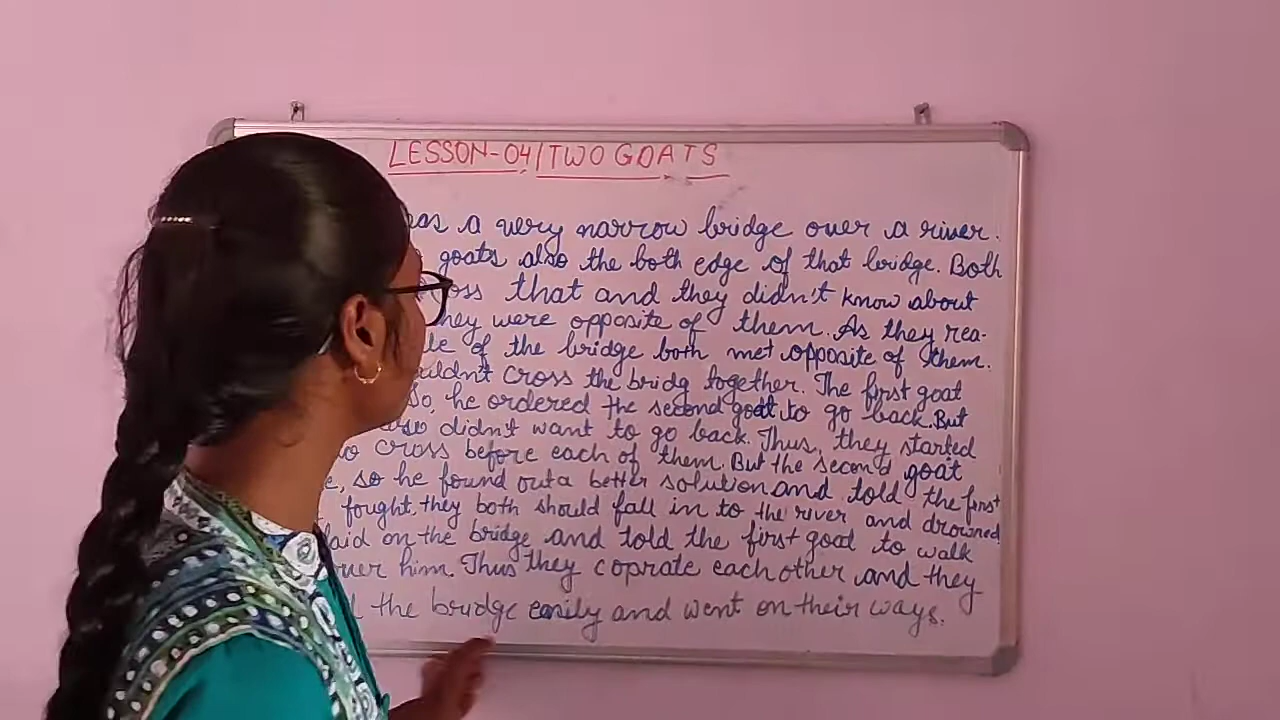 LESSON-04/TWO GOATS
a very narrow bridge over a river.
goats also the both edge of that bridge. Both
that and they didn't know about
they were opposite of them. As they rea-
of the bridge both met opposite of them.
cross the bridg together. The first goat
So, he ordered the second goat to go back. But
also didn't want to go back. Thus, they started
to cross before each of them. But the second goat
so he found out a better solution and told the first
fought, they both should fall in to the river and drowned
laid on the bridge and told the first goat to walk
over him. Thus they coprate each other and they
the bridge easily and went on their ways.